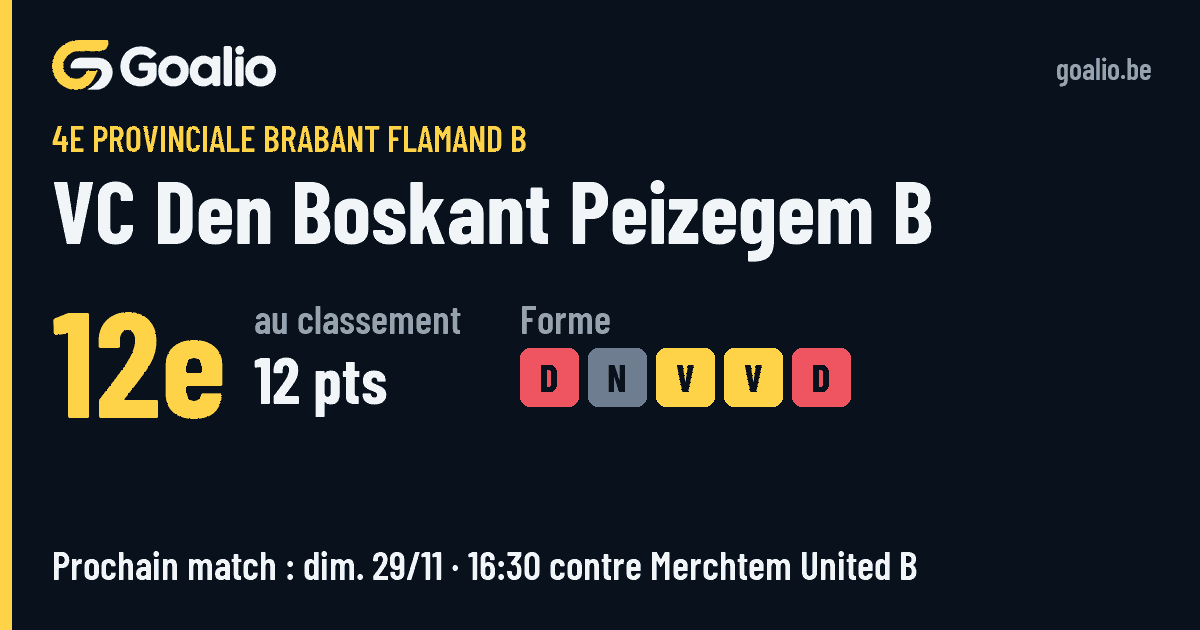 Goalio
goalio.be
4E PROVINCIALE BRABANT FLAMAND B
VC Den Boskant Peizegem B
12e
au classement
12 pts
Forme
D N V V D
Prochain match : dim. 29/11 · 16:30 contre Merchtem United B